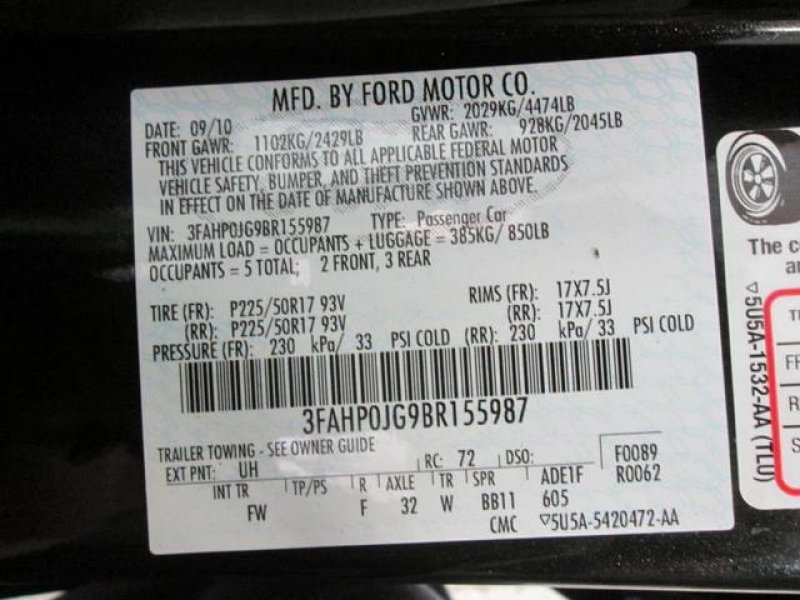 MFD. BY FORD MOTOR CO.
DATE: 09/10 GVWR: 2029KG/4474LB
FRONT GAWR: 1102KG/2429LB REAR GAWR: 928KG/2045LB
THIS VEHICLE CONFORMS TO ALL APPLICABLE FEDERAL MOTOR
VEHICLE SAFETY, BUMPER, AND THEFT PREVENTION STANDARDS
IN EFFECT ON THE DATE OF MANUFACTURE SHOWN ABOVE.
VIN: 3FAHP0JG9BR155987 TYPE: Passenger Car
MAXIMUM LOAD = OCCUPANTS + LUGGAGE = 385KG/ 850LB
OCCUPANTS = 5 TOTAL; 2 FRONT, 3 REAR
TIRE (FR): P225/50R17 93V RIMS (FR): 17X7.5J
(RR): P225/50R17 93V (RR): 17X7.5J
PRESSURE (FR): 230 kPa/ 33 PSI COLD (RR): 230 kPa/ 33 PSI COLD
3FAHP0JG9BR155987
TRAILER TOWING - SEE OWNER GUIDE
EXT PNT: UH RC: 72 DSO: F0089
INT TR TP/PS R AXLE TR SPR ADE1F R0062
FW F 32 W BB11 605
CMC ▽5U5A-5420472-AA
The c
a
▽5U5A-1532-AA (TLU)
TI
FR
R
S